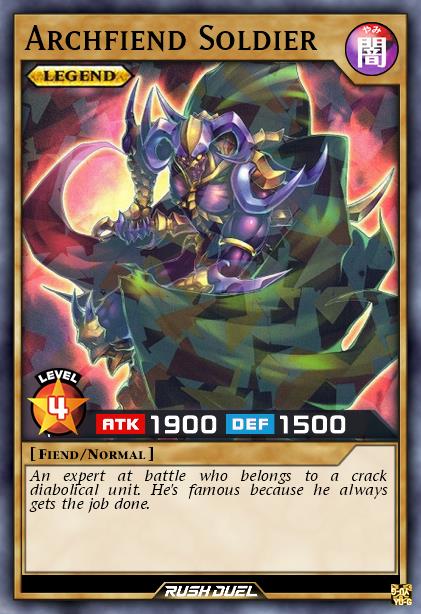 Archfiend Soldier
やみ
闇
LEGEND
LEVEL
4
ATK 1900 DEF 1500
[Fiend/Normal]
An expert at battle who belongs to a crack
diabolical unit. He's famous because he always
gets the job done.
RUSH DUEL